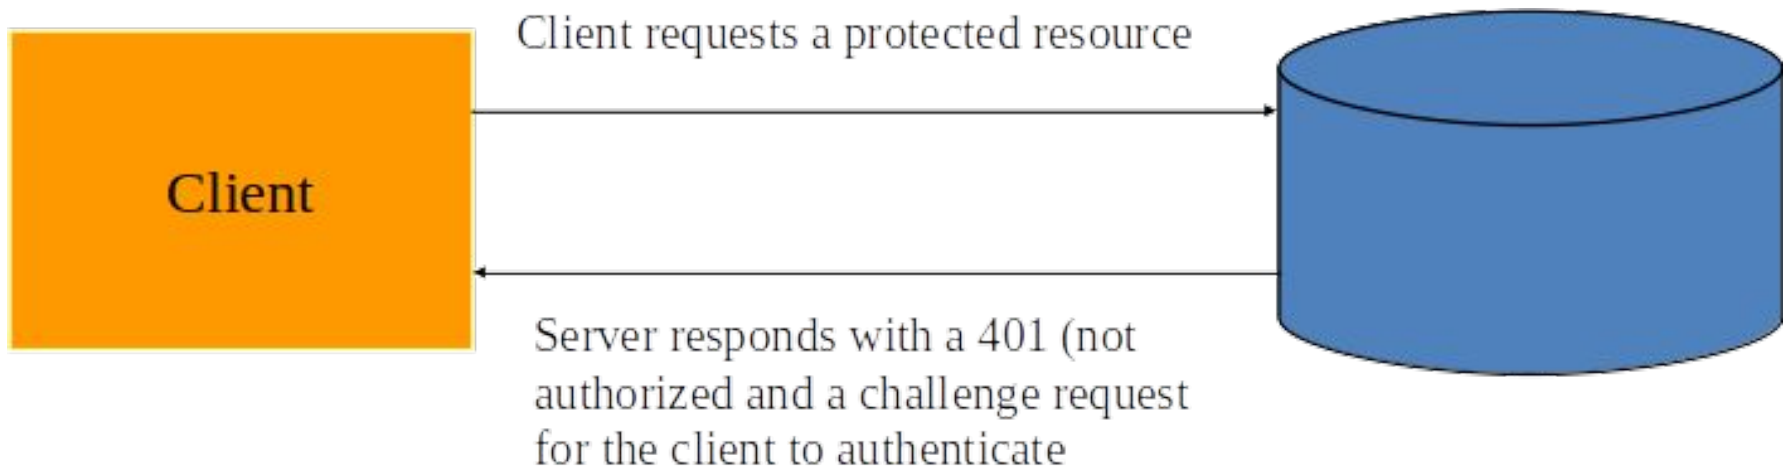 Client requests a protected resource
Client
Server responds with a 401 (not
authorized and a challenge request
for the client to authenticate